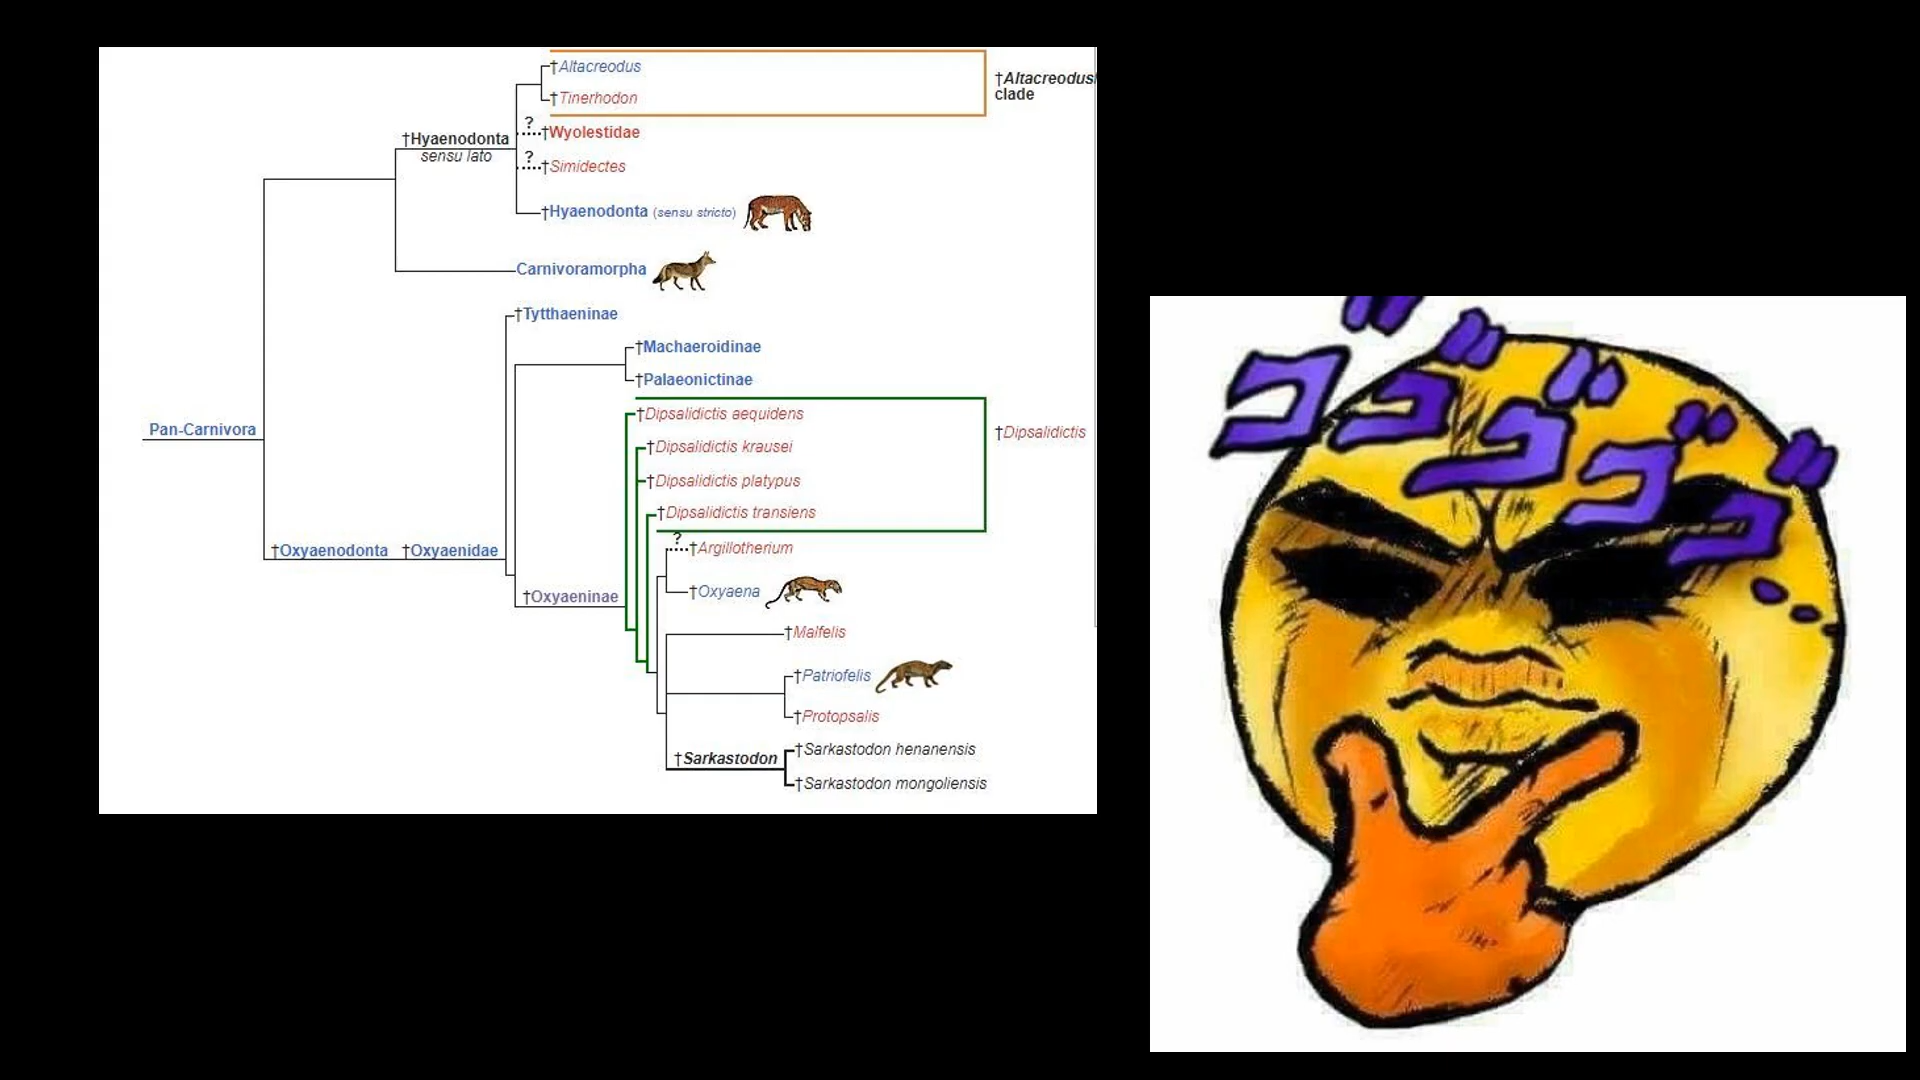 †Altacreodus
†Tinerhodon
†Altacreodus
clade
?
†Wyolestidae
†Hyaenodonta
sensu lato
?
†Simidectes
†Hyaenodonta (sensu stricto)
Carnivoramorpha
†Tytthaeninae
†Machaeroidinae
†Palaeonictinae
†Dipsalidictis aequidens
Pan-Carnivora
†Dipsalidictis
†Dipsalidictis krausei
†Dipsalidictis platypus
†Dipsalidictis transiens
?
†Argillotherium
†Oxyaenodonta †Oxyaenidae
†Oxyaena
†Oxyaeninae
†Malfelis
†Patriofelis
†Protopsalis
†Sarkastodon
†Sarkastodon henanensis
†Sarkastodon mongoliensis
ゴゴゴゴゴ